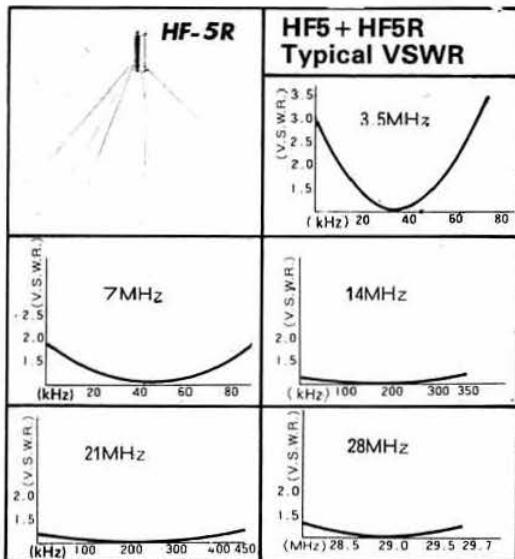 HF-5R
HF5 + HF5R
Typical VSWR
(V.S.W.R.)
3.5
3.0
2.5
2.0
1.5
3.5MHz
(kHz) 20 40 60 80
(V.S.W.R.)
2.5
2.0
1.5
7MHz
(kHz) 20 40 60 80
(V.S.W.R.)
2.0
1.5
14MHz
(kHz) 100 200 300 350
(V.S.W.R.)
2.0
1.5
21MHz
(kHz) 100 200 300 400 450
(V.S.W.R.)
2.0
1.5
28MHz
(MHz) 28.5 29.0 29.5 29.7